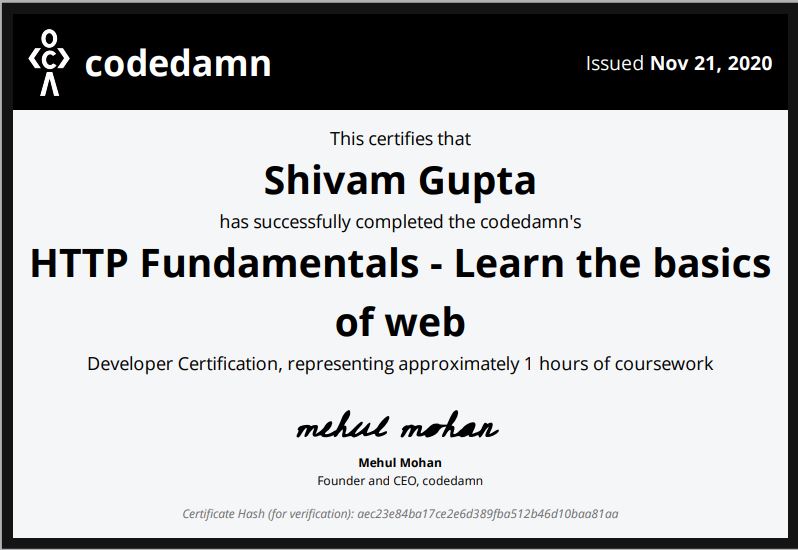 codedamn
Issued Nov 21, 2020
This certifies that
Shivam Gupta
has successfully completed the codedamn's
HTTP Fundamentals - Learn the basics
of web
Developer Certification, representing approximately 1 hours of coursework
mehul mohan
Mehul Mohan
Founder and CEO, codedamn
Certificate Hash (for verification): aec23e84ba17ce2e6d389fba512b46d10baa81aa